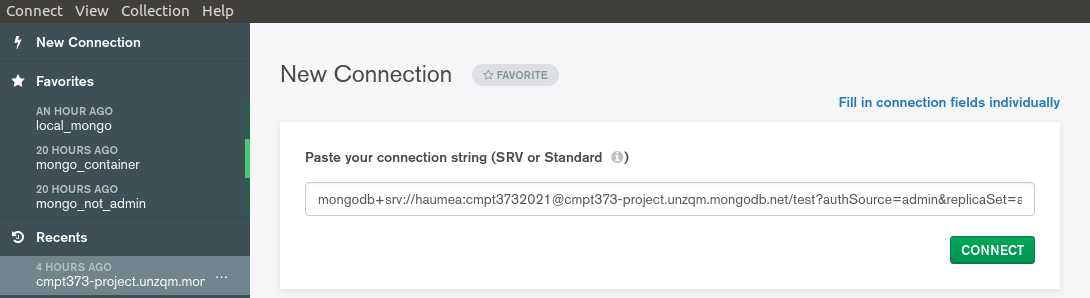 Connect View Collection Help
New Connection
Favorites
AN HOUR AGO
local_mongo
20 HOURS AGO
mongo_container
20 HOURS AGO
mongo_not_admin
Recents
4 HOURS AGO
cmpt373-project.unzqm.mor ...
New Connection
FAVORITE
Fill in connection fields individually
Paste your connection string (SRV or Standard i)
mongodb+srv://haumea:cmpt3732021@cmpt373-project.unzqm.mongodb.net/test?authSource=admin&replicaSet=a
CONNECT